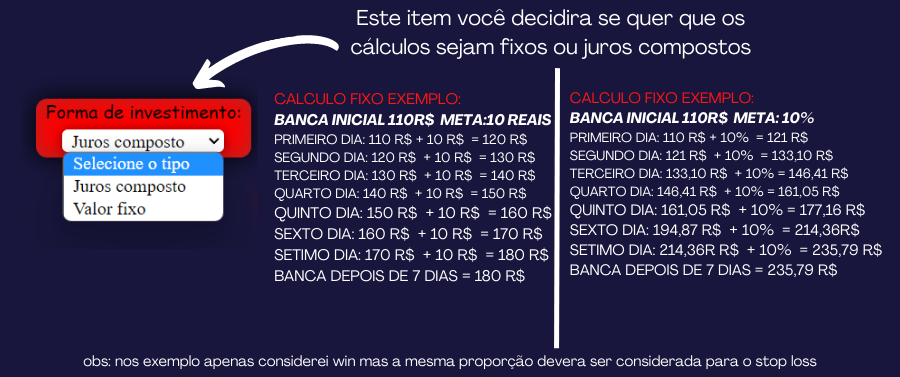 Este item você decidira se quer que os
cálculos sejam fixos ou juros compostos
Forma de investimento:
Juros composto
Selecione o tipo
Juros composto
Valor fixo
CALCULO FIXO EXEMPLO:
BANCA INICIAL 110R$ META:10 REAIS
PRIMEIRO DIA: 110 R$ + 10 R$ = 120 R$
SEGUNDO DIA: 120 R$ + 10 R$ = 130 R$
TERCEIRO DIA: 130 R$ + 10 R$ = 140 R$
QUARTO DIA: 140 R$ + 10 R$ = 150 R$
QUINTO DIA: 150 R$ + 10 R$ = 160 R$
SEXTO DIA: 160 R$ + 10 R$ = 170 R$
SETIMO DIA: 170 R$ + 10 R$ = 180 R$
BANCA DEPOIS DE 7 DIAS = 180 R$
CALCULO FIXO EXEMPLO:
BANCA INICIAL 110R$ META: 10%
PRIMEIRO DIA: 110 R$ + 10% = 121 R$
SEGUNDO DIA: 121 R$ + 10% = 133,10 R$
TERCEIRO DIA: 133,10 R$ + 10% = 146,41 R$
QUARTO DIA: 146,41 R$ + 10% = 161,05 R$
QUINTO DIA: 161,05 R$ + 10% = 177,16 R$
SEXTO DIA: 194,87 R$ + 10% = 214,36R$
SETIMO DIA: 214,36R R$ + 10% = 235,79 R$
BANCA DEPOIS DE 7 DIAS = 235,79 R$
obs: nos exemplo apenas considerei win mas a mesma proporção devera ser considerada para o stop loss